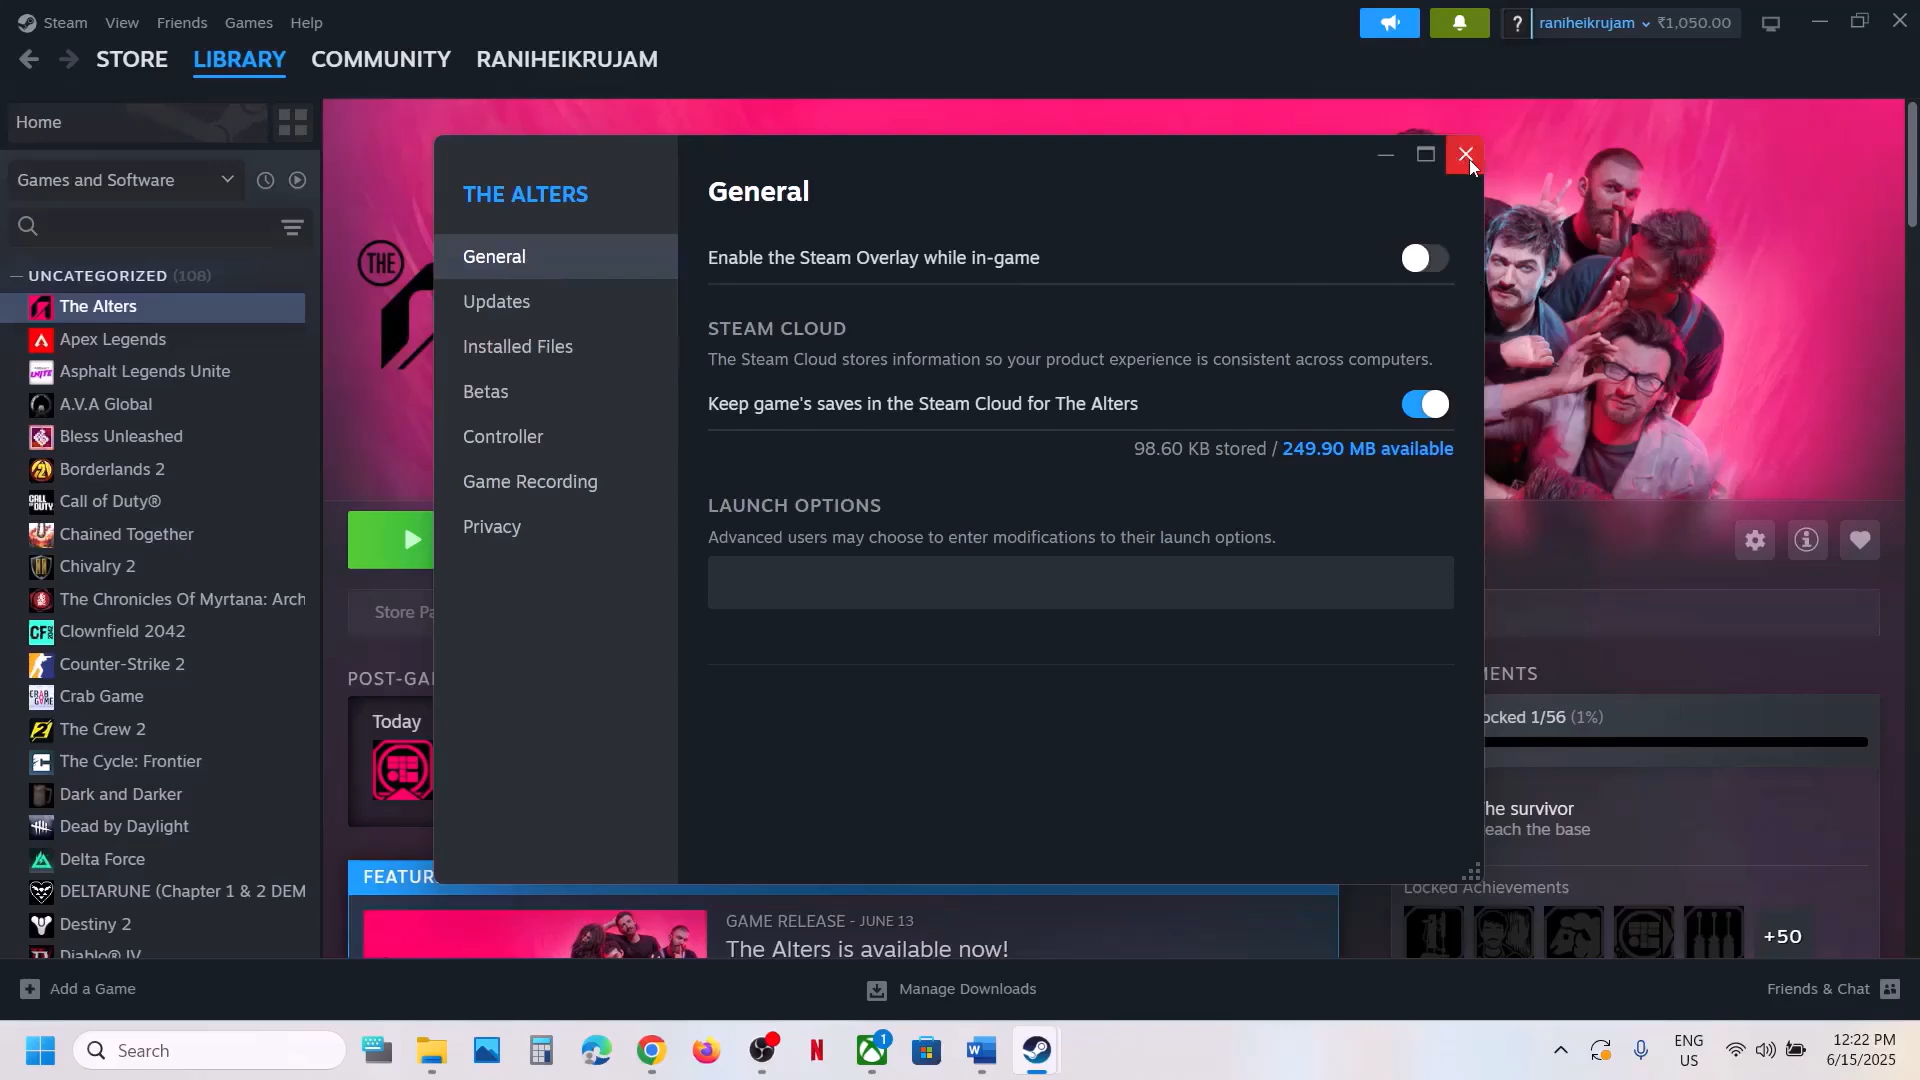 Steam View Friends Games Help
? raniheikrujam ₹1,050.00
STORE LIBRARY COMMUNITY RANIHEIKRUJAM
Home
Games and Software
UNCATEGORIZED (108)
The Alters
Apex Legends
Asphalt Legends Unite
A.V.A Global
Bless Unleashed
Borderlands 2
Call of Duty®
Chained Together
Chivalry 2
The Chronicles Of Myrtana: Arch
Clownfield 2042
Counter-Strike 2
Crab Game
The Crew 2
The Cycle: Frontier
Dark and Darker
Dead by Daylight
Delta Force
DELTARUNE (Chapter 1 & 2 DEM
Destiny 2
Diablo® IV
THE
THE ALTERS
General
Updates
Installed Files
Betas
Controller
Game Recording
Privacy
General
Enable the Steam Overlay while in-game
STEAM CLOUD
The Steam Cloud stores information so your product experience is consistent across computers.
Keep game's saves in the Steam Cloud for The Alters
98.60 KB stored / 249.90 MB available
LAUNCH OPTIONS
Advanced users may choose to enter modifications to their launch options.
Store Pa
POST-GA
Today
FEATUR
GAME RELEASE - JUNE 13
The Alters is available now!
MENTS
ocked 1/56 (1%)
he survivor
each the base
Locked Achievements
+50
Add a Game
Manage Downloads
Friends & Chat
Search
1
ENG
US
12:22 PM
6/15/2025